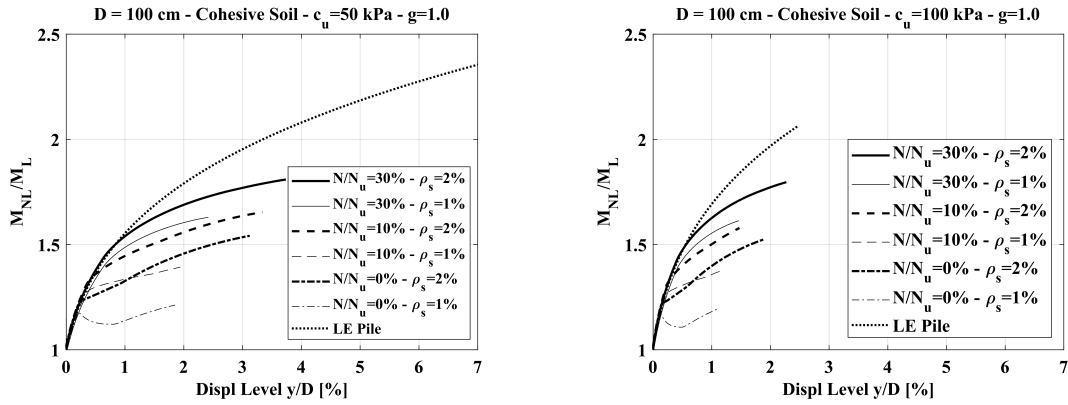 D = 100 cm - Cohesive Soil - c_u=50 kPa - g=1.0
2.5
2
1.5
1
M_NL/M_L
0 1 2 3 4 5 6 7
Displ Level y/D [%]
N/N_u=30% - ρ_s=2%
N/N_u=30% - ρ_s=1%
N/N_u=10% - ρ_s=2%
N/N_u=10% - ρ_s=1%
N/N_u=0% - ρ_s=2%
N/N_u=0% - ρ_s=1%
LE Pile
D = 100 cm - Cohesive Soil - c_u=100 kPa - g=1.0
2.5
2
1.5
1
M_NL/M_L
0 1 2 3 4 5 6 7
Displ Level y/D [%]
N/N_u=30% - ρ_s=2%
N/N_u=30% - ρ_s=1%
N/N_u=10% - ρ_s=2%
N/N_u=10% - ρ_s=1%
N/N_u=0% - ρ_s=2%
N/N_u=0% - ρ_s=1%
LE Pile